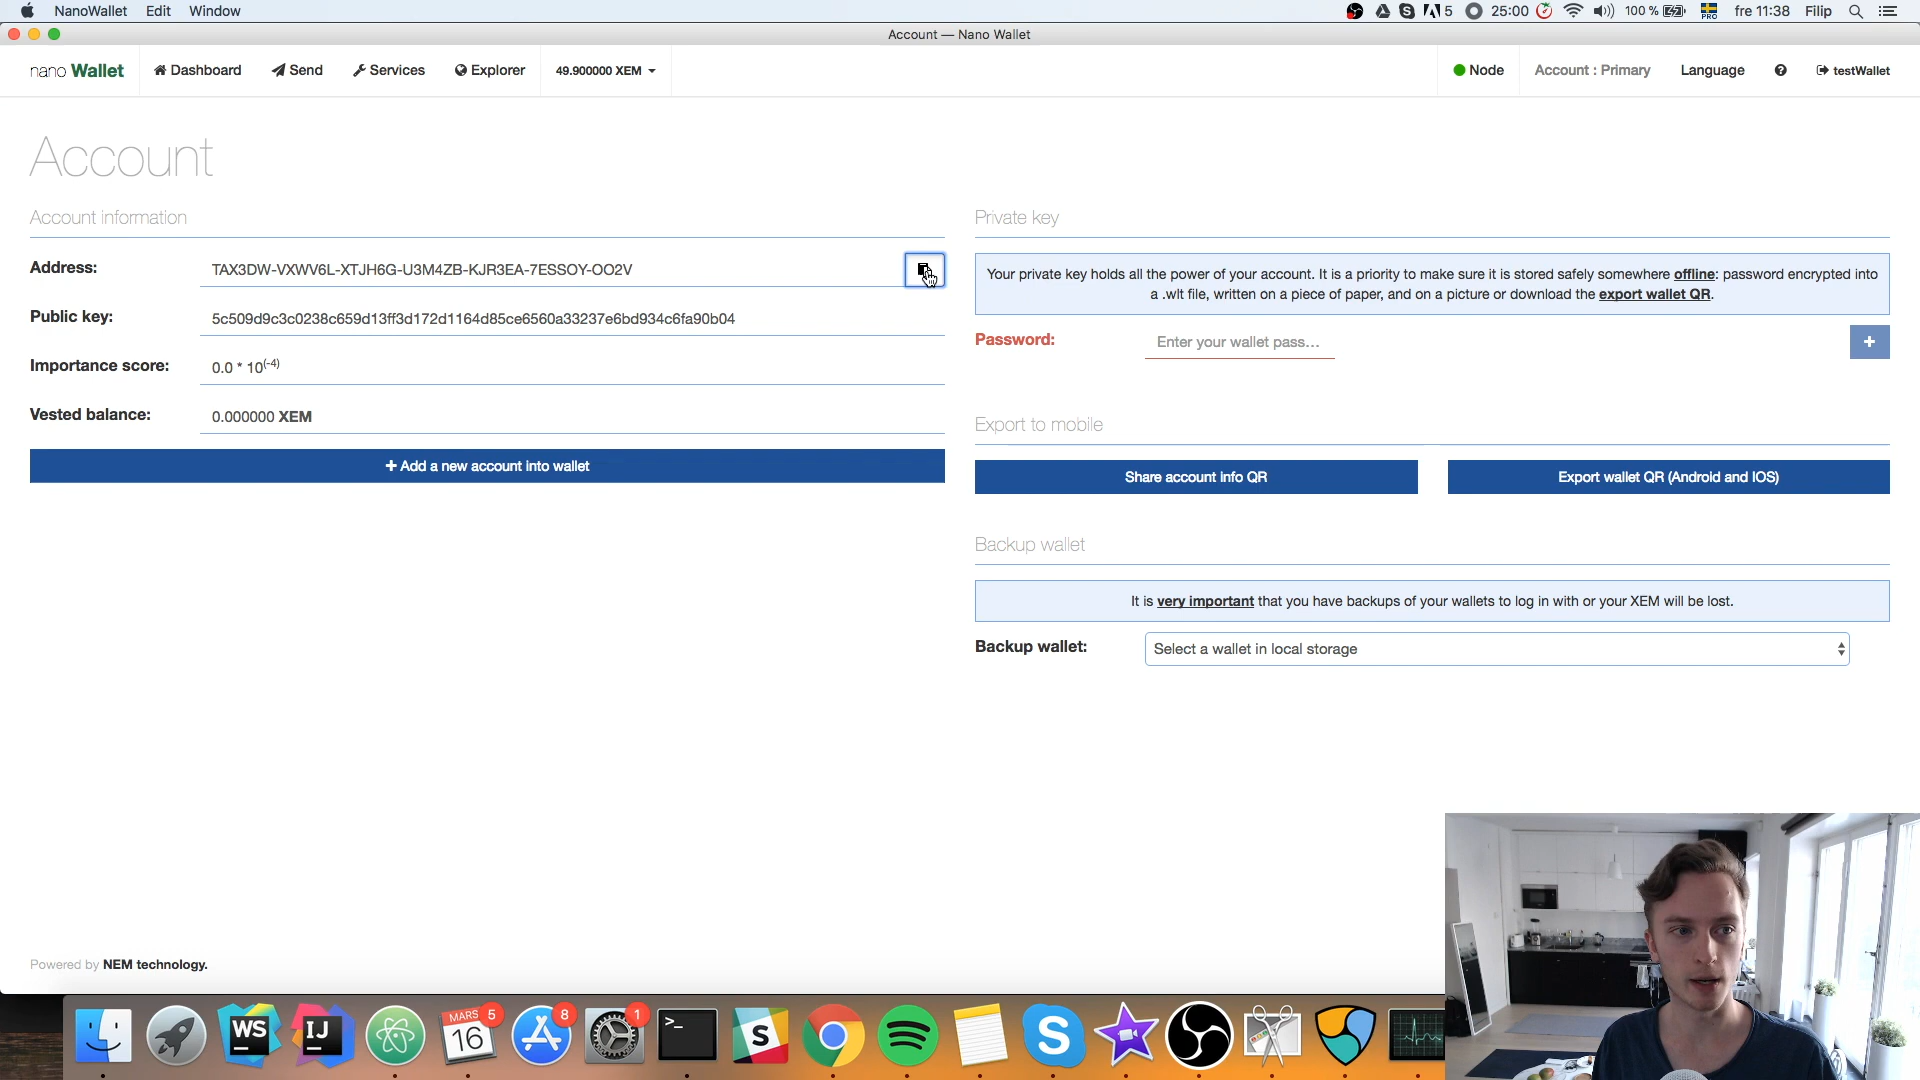 NanoWallet Edit Window
5 25:00 100 % PRO fre 11:38 Filip
Account — Nano Wallet
nano Wallet Dashboard Send Services Explorer 49.900000 XEM Node Account : Primary Language testWallet
Account
Account information
Address: TAX3DW-VXWV6L-XTJH6G-U3M4ZB-KJR3EA-7ESSOY-OO2V
Public key: 5c509d9c3c0238c659d13ff3d172d1164d85ce6560a33237e6bd934c6fa90b04
Importance score: 0.0 * 10(-4)
Vested balance: 0.000000 XEM
+ Add a new account into wallet
Private key
Your private key holds all the power of your account. It is a priority to make sure it is stored safely somewhere offline: password encrypted into
a .wlt file, written on a piece of paper, and on a picture or download the export wallet QR.
Password: Enter your wallet pass...
+
Export to mobile
Share account info QR Export wallet QR (Android and IOS)
Backup wallet
It is very important that you have backups of your wallets to log in with or your XEM will be lost.
Backup wallet: Select a wallet in local storage
Powered by NEM technology.
WS IJ MARS 16 5 8 1 >_ S S